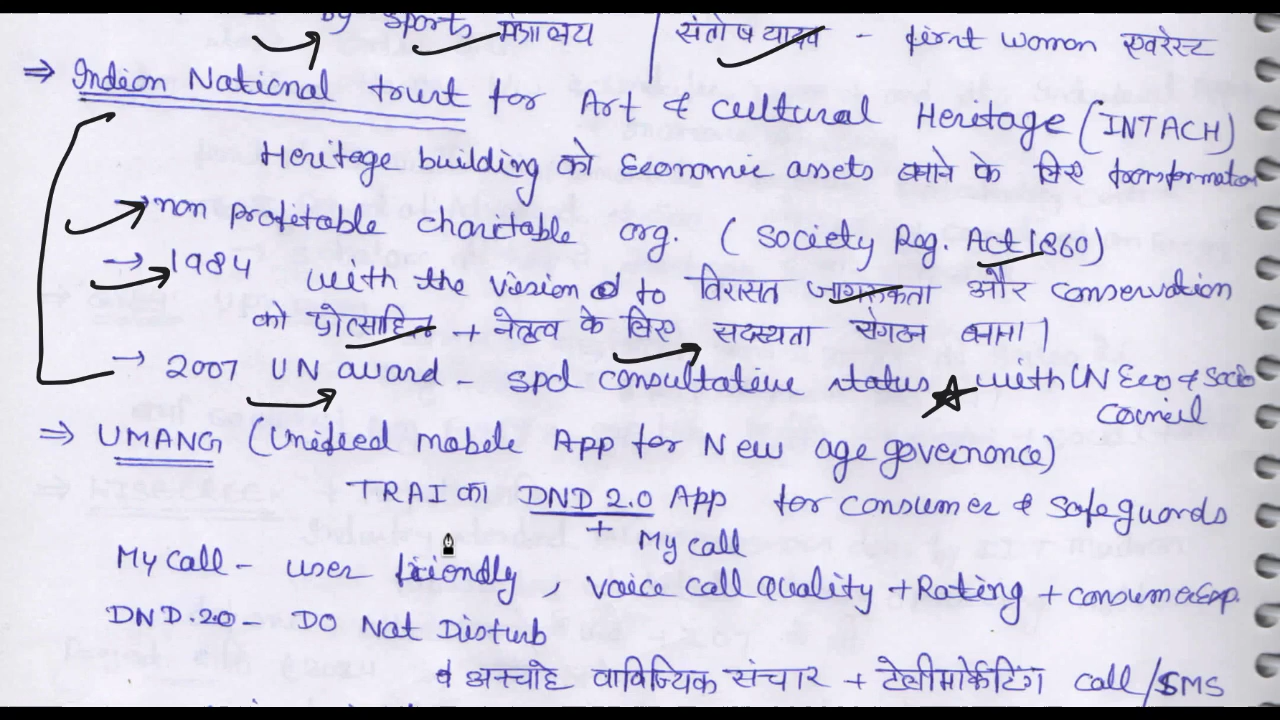 by sports मंत्रालय | संतोष यादव - first woman एवरेस्ट
⇒ Indian National trust for Art & cultural Heritage (INTACH)
Heritage building को Economic assets बनाने के लिए transformation
→ non profitable charitable org. (Society Reg. Act 1860)
→ 1984 with the vision to विरासत जागरुकता और conservation
को प्रोत्साहित + नेतृत्व के लिए सदस्यता संगठन बनाना।
→ 2007 UN award - spcl consultative status with UN Eco & Socio
Council
⇒ UMANG (Unified mobile App for New age governance)
TRAI का DND 2.0 App for consumer & safeguards
+ My call
My call - user friendly, voice call quality + Rating + consumer Exp.
DND.2.0 - DO Not Disturb
व अनचाहे वाणिज्यिक संचार + टेलीमार्केटिंग call/SMS